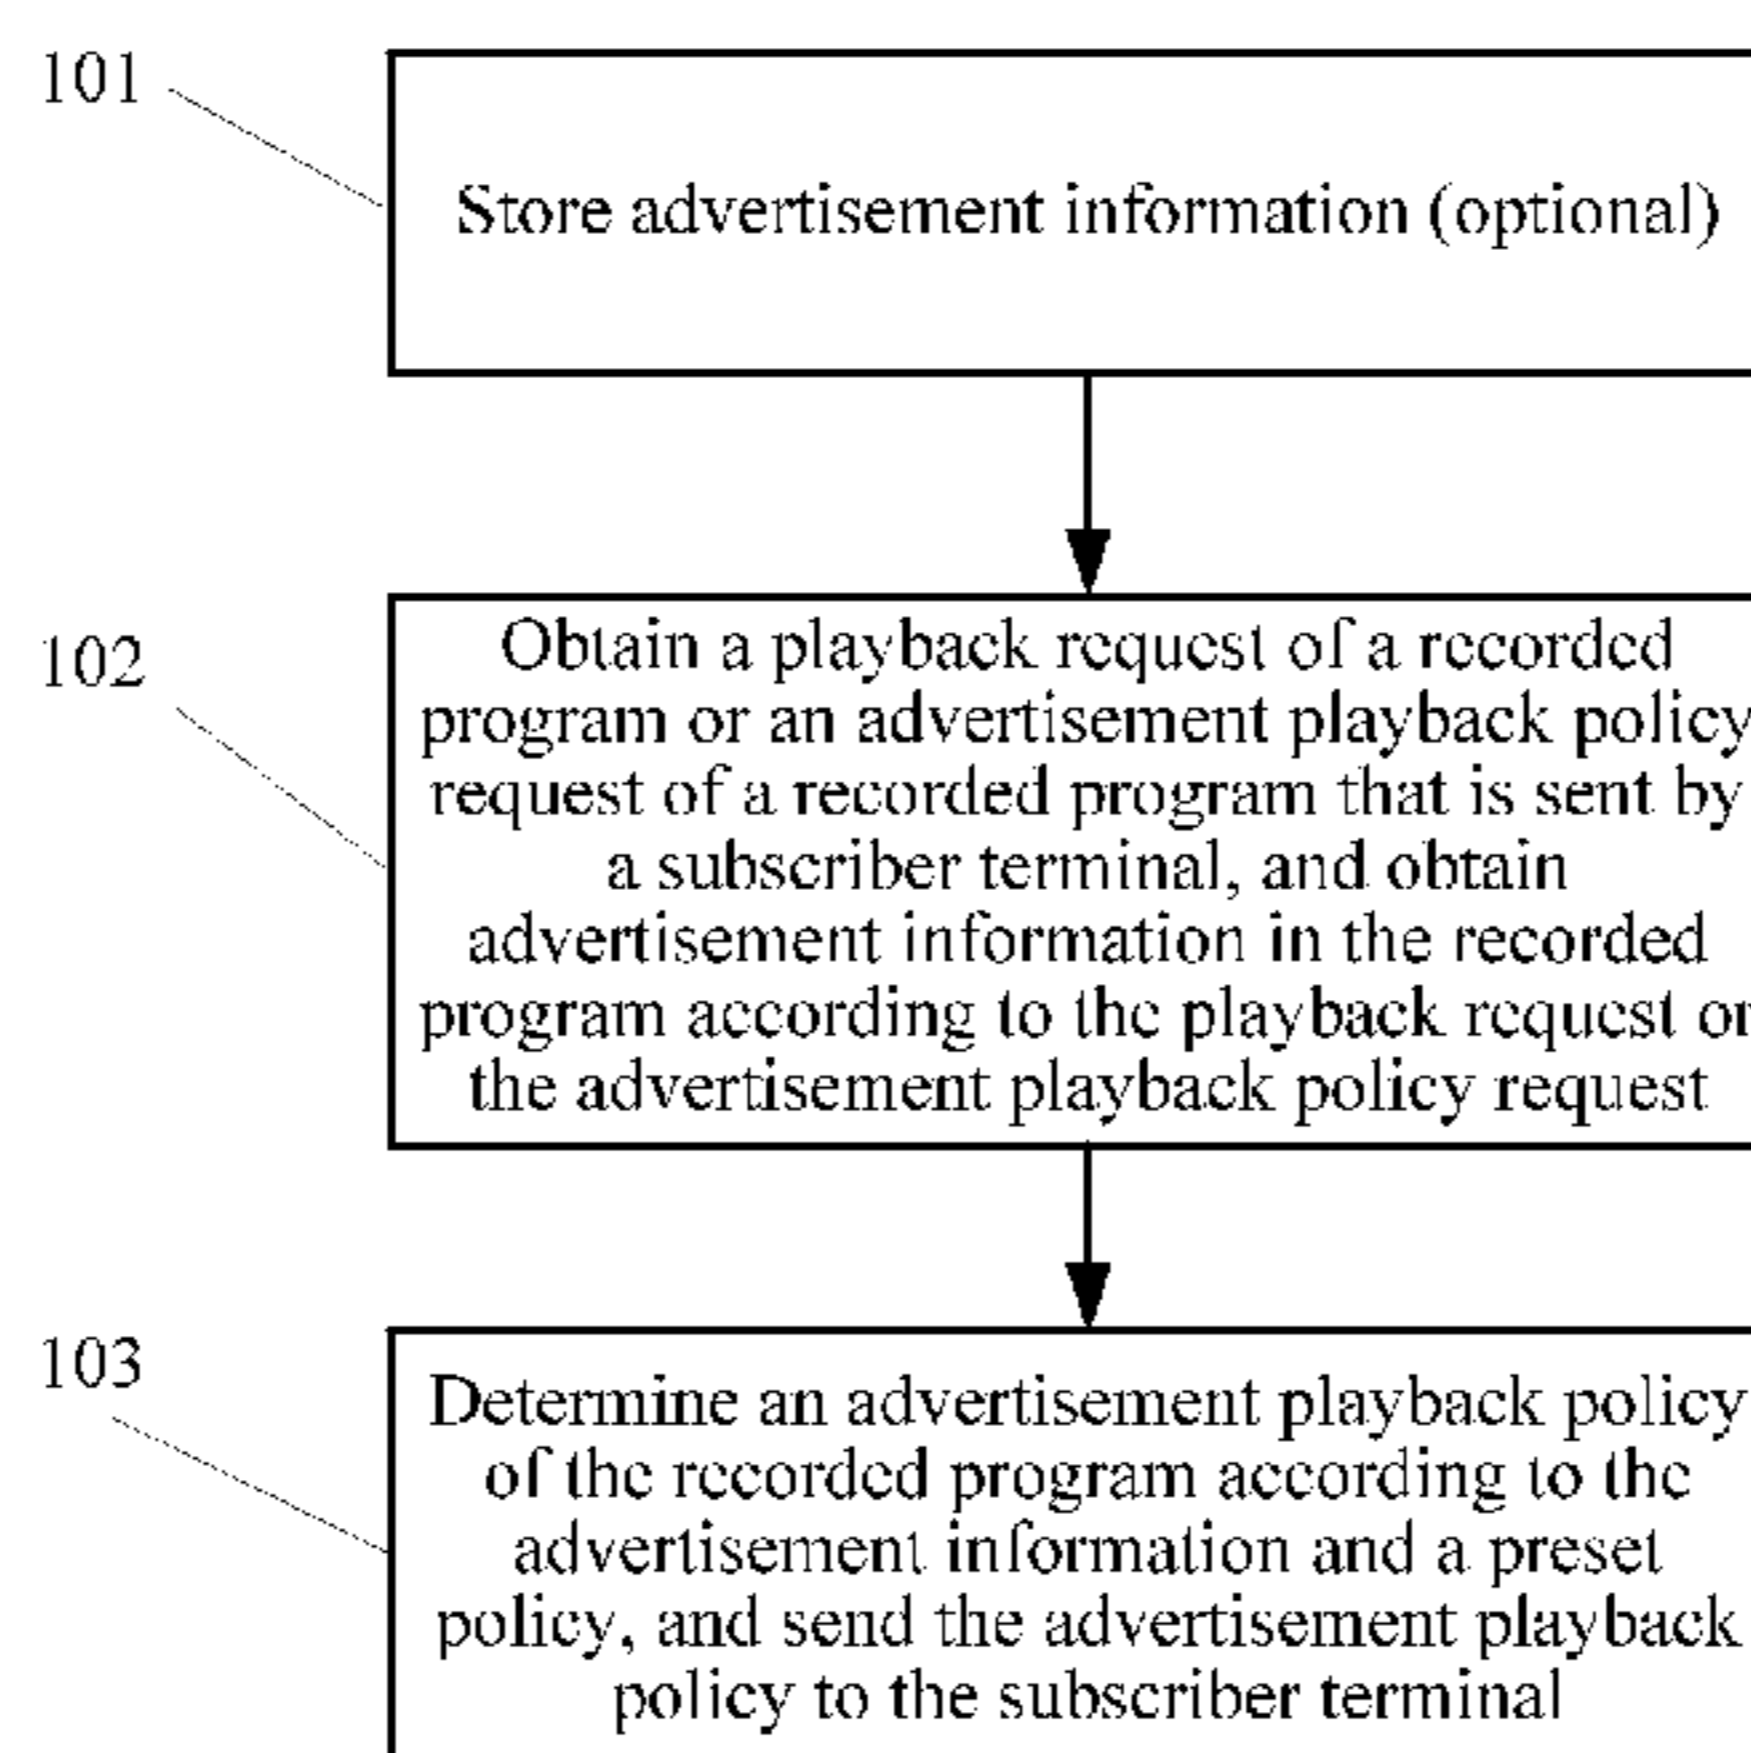 101
Store advertisement information (optional)
102
Obtain a playback request of a recorded
program or an advertisement playback policy
request of a recorded program that is sent by
a subscriber terminal, and obtain
advertisement information in the recorded
program according to the playback request or
the advertisement playback policy request
103
Determine an advertisement playback policy
of the recorded program according to the
advertisement information and a preset
policy, and send the advertisement playback
policy to the subscriber terminal